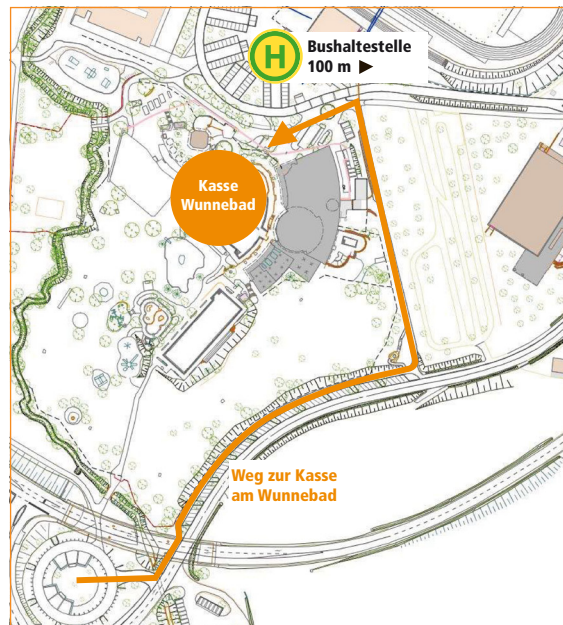 H
Bushaltestelle
100 m ▶
Kasse
Wunnebad
Weg zur Kasse
am Wunnebad